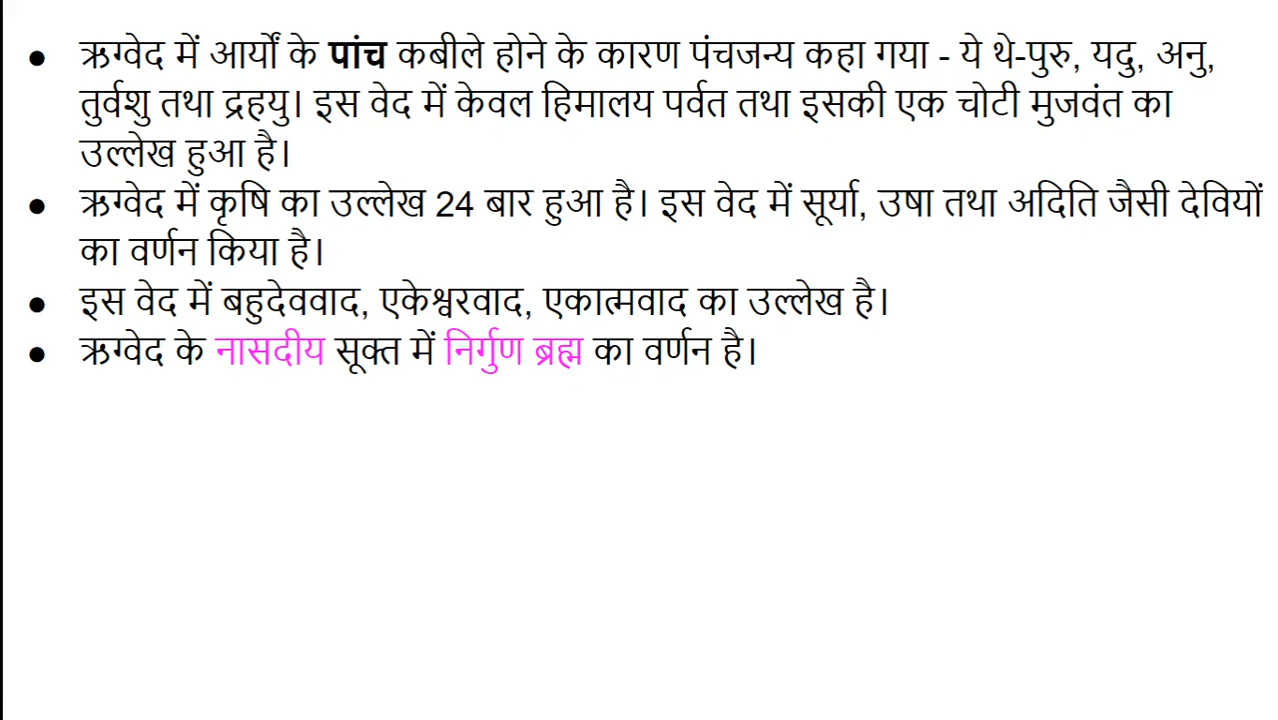 ● ऋग्वेद में आर्यों के पांच कबीले होने के कारण पंचजन्य कहा गया - ये थे-पुरु, यदु, अनु,
तुर्वशु तथा द्रहयु। इस वेद में केवल हिमालय पर्वत तथा इसकी एक चोटी मुजवंत का
उल्लेख हुआ है।
● ऋग्वेद में कृषि का उल्लेख 24 बार हुआ है। इस वेद में सूर्या, उषा तथा अदिति जैसी देवियों
का वर्णन किया है।
● इस वेद में बहुदेववाद, एकेश्वरवाद, एकात्मवाद का उल्लेख है।
● ऋग्वेद के नासदीय सूक्त में निर्गुण ब्रह्म का वर्णन है।